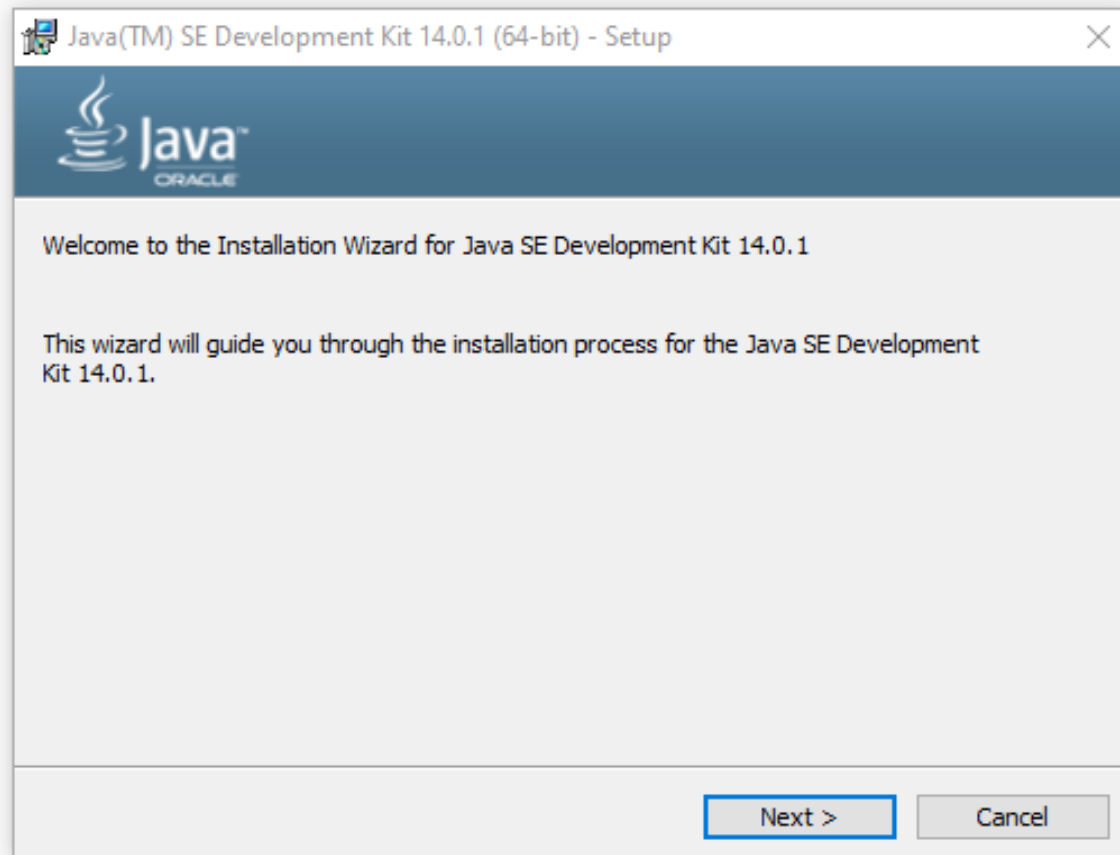 Java(TM) SE Development Kit 14.0.1 (64-bit) - Setup
Java™
ORACLE
Welcome to the Installation Wizard for Java SE Development Kit 14.0.1
This wizard will guide you through the installation process for the Java SE Development
Kit 14.0.1.
Next >
Cancel